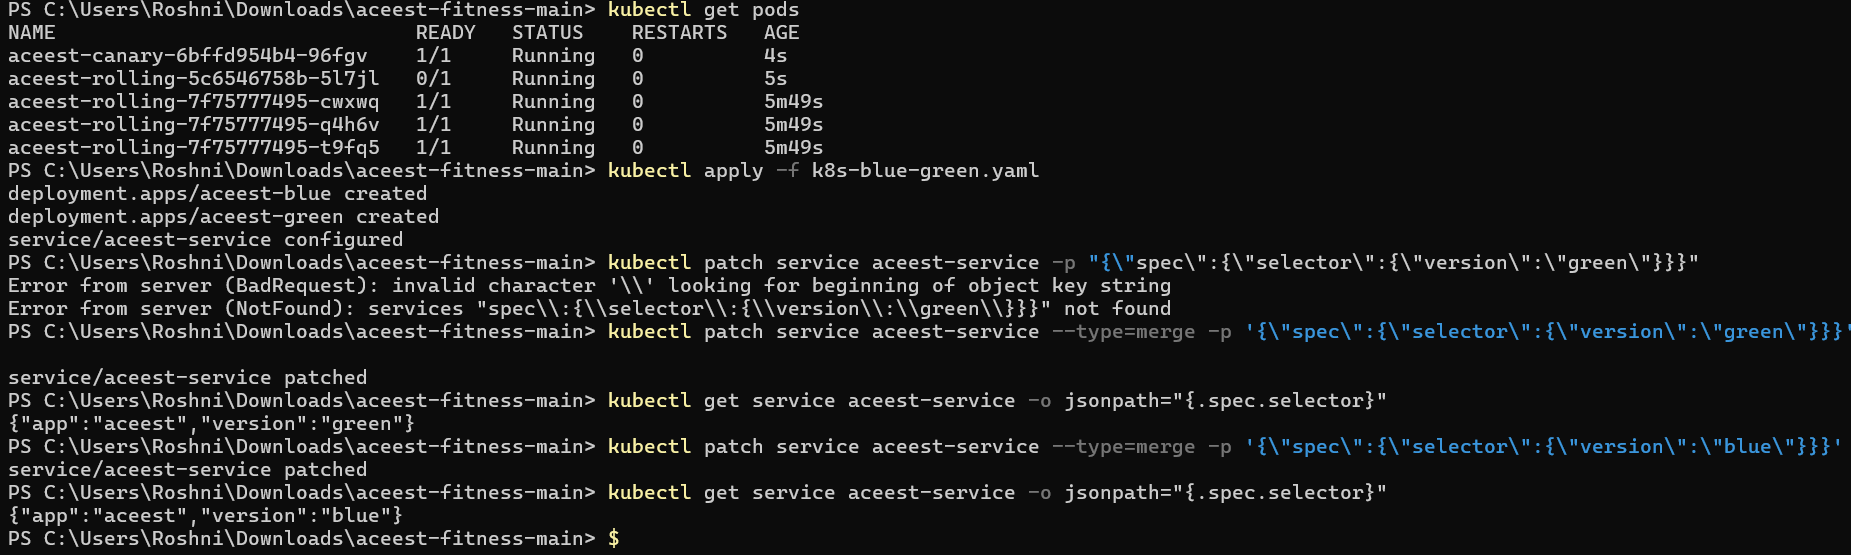 PS C:\Users\Roshni\Downloads\aceest-fitness-main> kubectl get pods
NAME                              READY   STATUS    RESTARTS   AGE
aceest-canary-6bffd954b4-96fgv    1/1     Running   0          4s
aceest-rolling-5c6546758b-5l7jl   0/1     Running   0          5s
aceest-rolling-7f75777495-cwxwq   1/1     Running   0          5m49s
aceest-rolling-7f75777495-q4h6v   1/1     Running   0          5m49s
aceest-rolling-7f75777495-t9fq5   1/1     Running   0          5m49s
PS C:\Users\Roshni\Downloads\aceest-fitness-main> kubectl apply -f k8s-blue-green.yaml
deployment.apps/aceest-blue created
deployment.apps/aceest-green created
service/aceest-service configured
PS C:\Users\Roshni\Downloads\aceest-fitness-main> kubectl patch service aceest-service -p "{\"spec\":{\"selector\":{\"version\":\"green\"}}}"
Error from server (BadRequest): invalid character '\\' looking for beginning of object key string
Error from server (NotFound): services "spec\\:{\\selector\\:{\\version\\:\\green\\}}}" not found
PS C:\Users\Roshni\Downloads\aceest-fitness-main> kubectl patch service aceest-service --type=merge -p '{\"spec\":{\"selector\":{\"version\":\"green\"}}}'
service/aceest-service patched
PS C:\Users\Roshni\Downloads\aceest-fitness-main> kubectl get service aceest-service -o jsonpath="{.spec.selector}"
{"app":"aceest","version":"green"}
PS C:\Users\Roshni\Downloads\aceest-fitness-main> kubectl patch service aceest-service --type=merge -p '{\"spec\":{\"selector\":{\"version\":\"blue\"}}}'
service/aceest-service patched
PS C:\Users\Roshni\Downloads\aceest-fitness-main> kubectl get service aceest-service -o jsonpath="{.spec.selector}"
{"app":"aceest","version":"blue"}
PS C:\Users\Roshni\Downloads\aceest-fitness-main> $